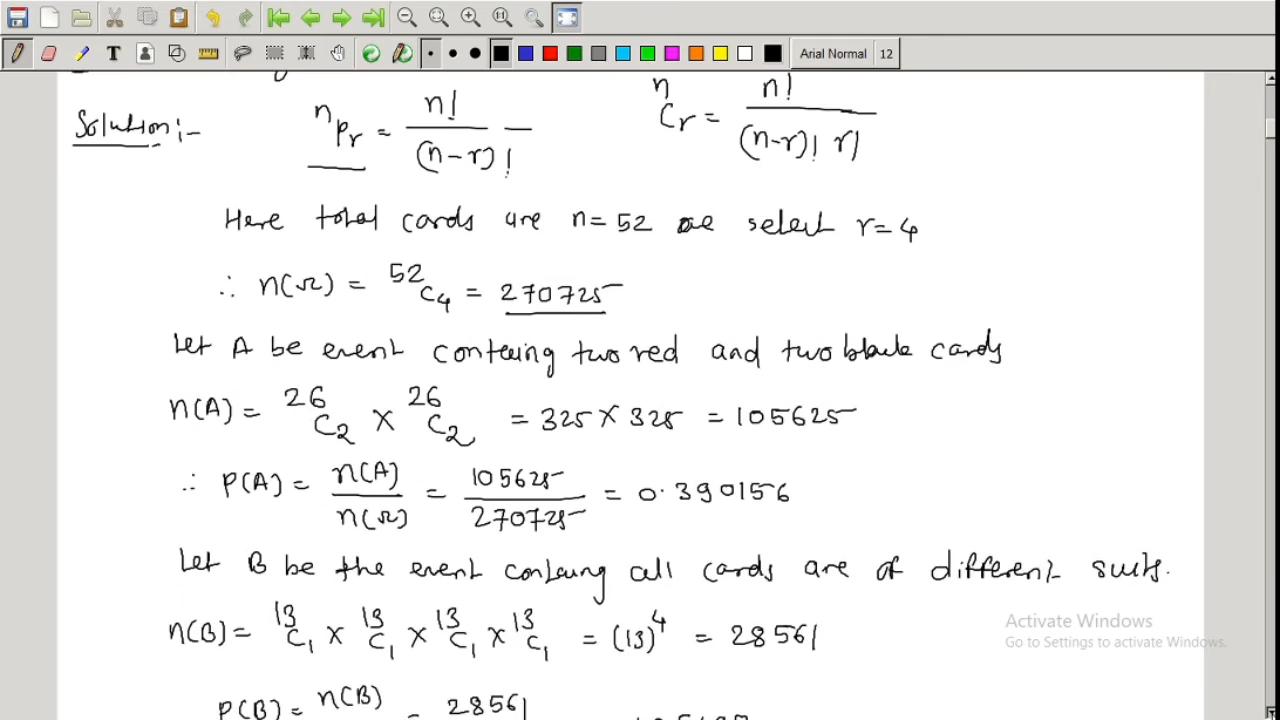 Arial Normal 12
Solution :-
nPr = n! / (n-r)!
nCr = n! / (n-r)! r!
Here total cards are n = 52 we select r = 4
∴ n(Ω) = 52C4 = 270725
Let A be event contening two red and two black cards
n(A) = 26C2 × 26C2 = 325 × 325 = 105625
∴ P(A) = n(A) / n(Ω) = 105625 / 270725 = 0.390156
Let B be the event contaung all cards are of different suits.
n(B) = 13C1 × 13C1 × 13C1 × 13C1 = (13)^4 = 28561
P(B) = n(B) = 28561
Activate Windows
Go to Settings to activate Windows.